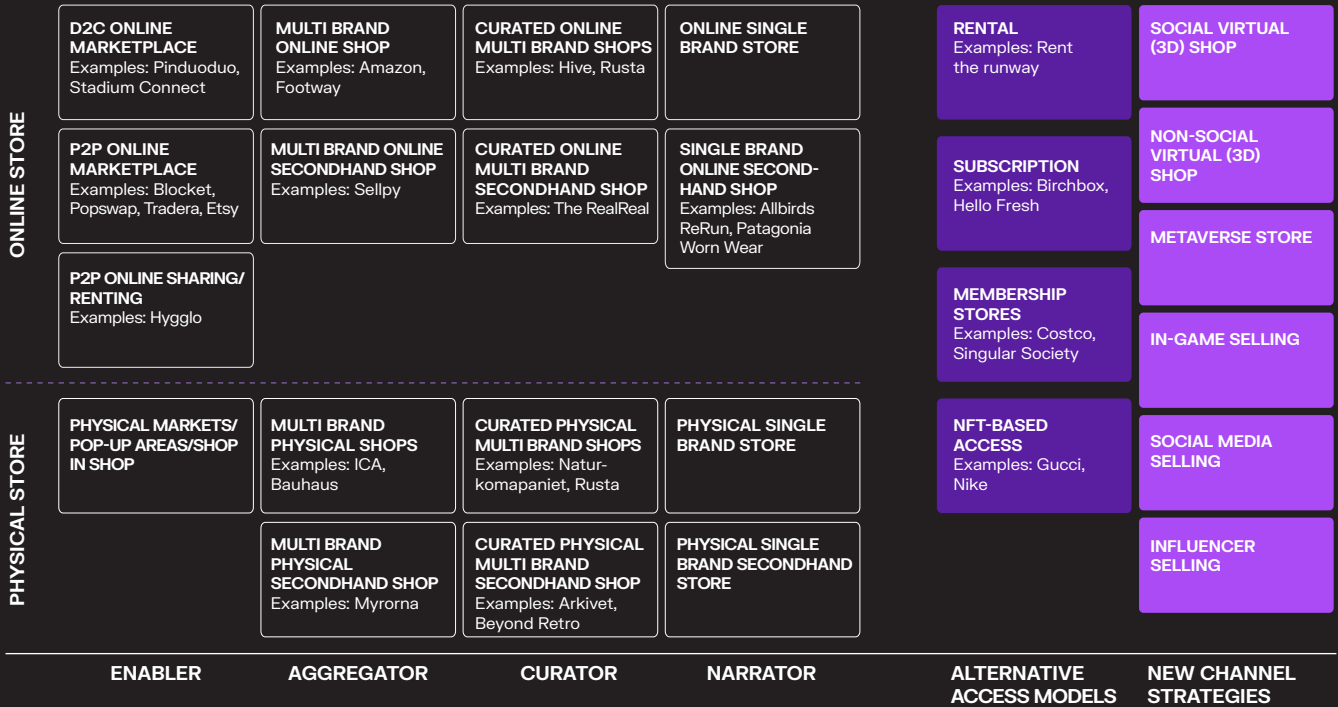 ONLINE STORE
D2C ONLINE
MARKETPLACE
Examples: Pinduoduo,
Stadium Connect
MULTI BRAND
ONLINE SHOP
Examples: Amazon,
Footway
CURATED ONLINE
MULTI BRAND SHOPS
Examples: Hive, Rusta
ONLINE SINGLE
BRAND STORE
P2P ONLINE
MARKETPLACE
Examples: Blocket,
Popswap, Tradera, Etsy
MULTI BRAND ONLINE
SECONDHAND SHOP
Examples: Sellpy
CURATED ONLINE
MULTI BRAND
SECONDHAND SHOP
Examples: The RealReal
SINGLE BRAND
ONLINE SECOND-
HAND SHOP
Examples: Allbirds
ReRun, Patagonia
Worn Wear
P2P ONLINE SHARING/
RENTING
Examples: Hygglo
PHYSICAL STORE
PHYSICAL MARKETS/
POP-UP AREAS/SHOP
IN SHOP
MULTI BRAND
PHYSICAL SHOPS
Examples: ICA,
Bauhaus
CURATED PHYSICAL
MULTI BRAND SHOPS
Examples: Natur-
komapaniet, Rusta
PHYSICAL SINGLE
BRAND STORE
MULTI BRAND
PHYSICAL
SECONDHAND SHOP
Examples: Myrorna
CURATED PHYSICAL
MULTI BRAND
SECONDHAND SHOP
Examples: Arkivet,
Beyond Retro
PHYSICAL SINGLE
BRAND SECONDHAND
STORE
RENTAL
Examples: Rent
the runway
SUBSCRIPTION
Examples: Birchbox,
Hello Fresh
MEMBERSHIP
STORES
Examples: Costco,
Singular Society
NFT-BASED
ACCESS
Examples: Gucci,
Nike
SOCIAL VIRTUAL
(3D) SHOP
NON-SOCIAL
VIRTUAL (3D)
SHOP
METAVERSE STORE
IN-GAME SELLING
SOCIAL MEDIA
SELLING
INFLUENCER
SELLING
ENABLER
AGGREGATOR
CURATOR
NARRATOR
ALTERNATIVE
ACCESS MODELS
NEW CHANNEL
STRATEGIES